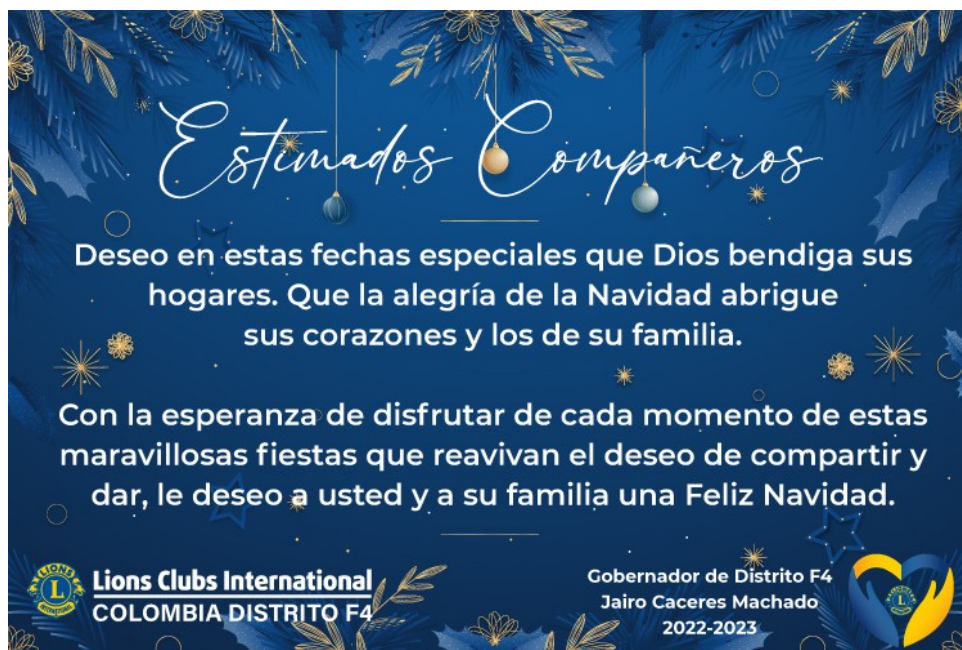 Estimados Compañeros
Deseo en estas fechas especiales que Dios bendiga sus
hogares. Que la alegría de la Navidad abrigue
sus corazones y los de su familia.
Con la esperanza de disfrutar de cada momento de estas
maravillosas fiestas que reavivan el deseo de compartir y
dar, le deseo a usted y a su familia una Feliz Navidad.
LIONS
L
INTERNATIONAL
Lions Clubs International
COLOMBIA DISTRITO F4
Gobernador de Distrito F4
Jairo Caceres Machado
2022-2023
L